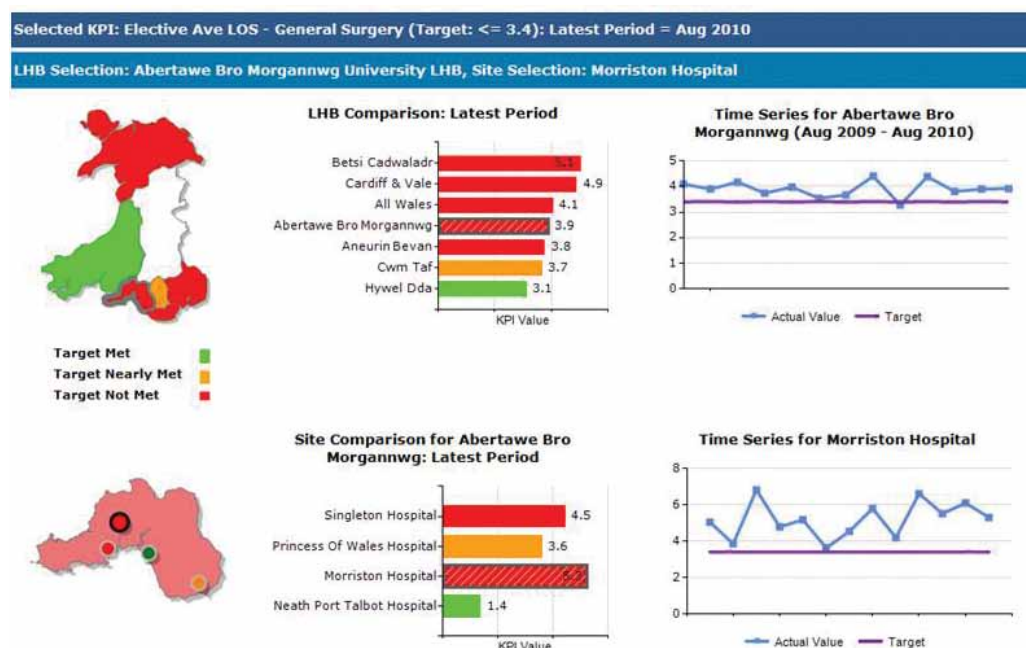 Selected KPI: Elective Ave LOS - General Surgery (Target: <= 3.4): Latest Period = Aug 2010
LHB Selection: Abertawe Bro Morgannwg University LHB, Site Selection: Morriston Hospital
LHB Comparison: Latest Period
Betsi Cadwaladr 5.1
Cardiff & Vale 4.9
All Wales 4.1
Abertawe Bro Morgannwg 3.9
Aneurin Bevan 3.8
Cwm Taf 3.7
Hywel Dda 3.1
KPI Value
Time Series for Abertawe Bro
Morgannwg (Aug 2009 - Aug 2010)
5
4
3
2
1
0
Actual Value Target
Target Met
Target Nearly Met
Target Not Met
Site Comparison for Abertawe Bro
Morgannwg: Latest Period
Singleton Hospital 4.5
Princess Of Wales Hospital 3.6
Morriston Hospital
Neath Port Talbot Hospital 1.4
KPI Value
Time Series for Morriston Hospital
8
6
4
2
0
Actual Value Target